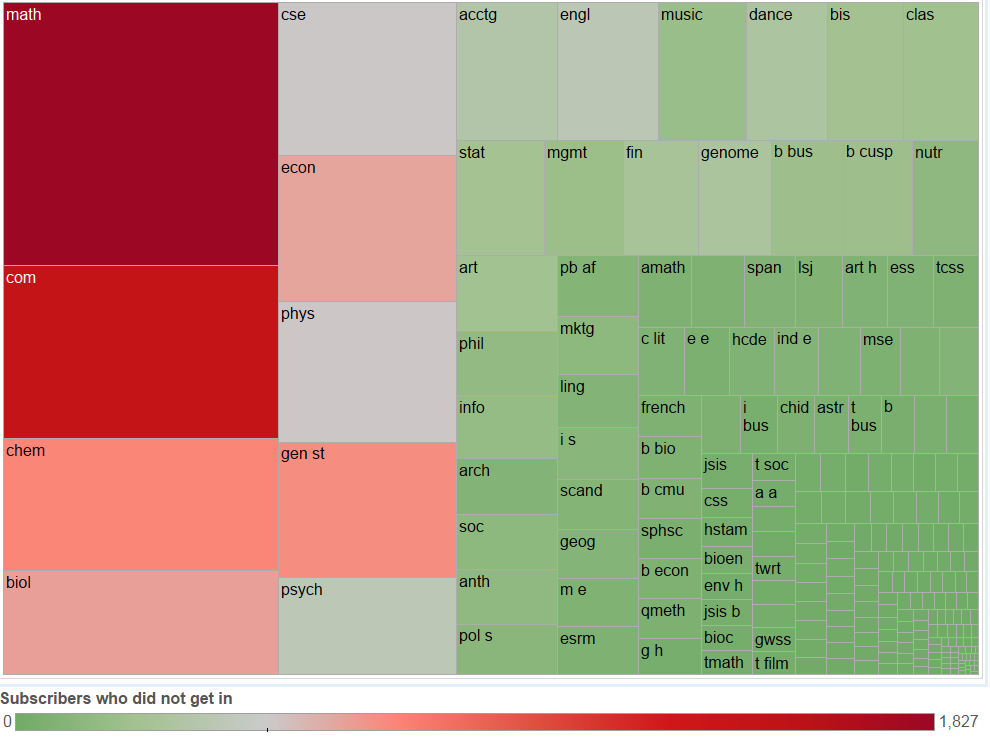 math
cse
acctg
engl
music
dance
bis
clas
stat
mgmt
fin
genome
b bus
b cusp
nutr
econ
com
art
pb af
amath
span
lsj
art h
ess
tcss
phys
mktg
phil
c lit
e e
hcde
ind e
mse
ling
info
french
i
bus
chid
astr
t
bus
b
chem
gen st
i s
b bio
arch
jsis
t soc
scand
b cmu
css
a a
soc
geog
sphsc
hstam
bioen
twrt
b econ
biol
psych
anth
m e
env h
qmeth
jsis b
pol s
esrm
g h
bioc
gwss
tmath
t film
Subscribers who did not get in
0
1,827